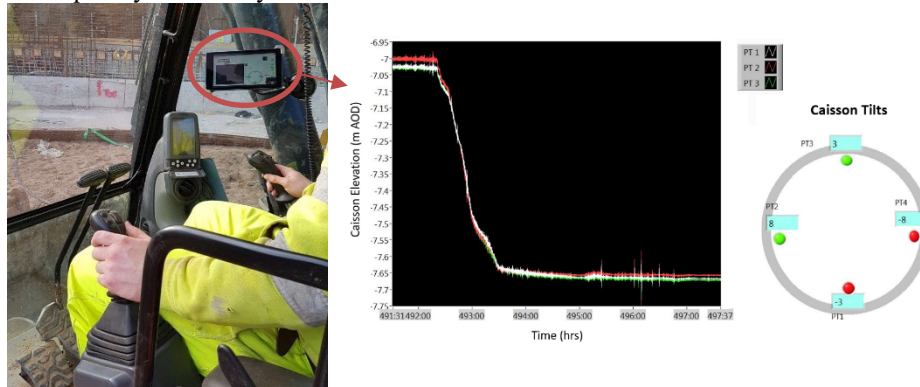 -6.95
-7
-7.05
-7.1
-7.15
-7.2
-7.25
-7.3
-7.35
-7.4
-7.45
-7.5
-7.55
-7.6
-7.65
-7.75
Caisson Elevation (m AOD)
491:31 492:00 493:00 494:00 495:00 496:00 497:00 497:37
Time (hrs)
PT 1
PT 2
PT 3
Caisson Tilts
PT3
3
PT2
8
PT4
-8
-3
PT1